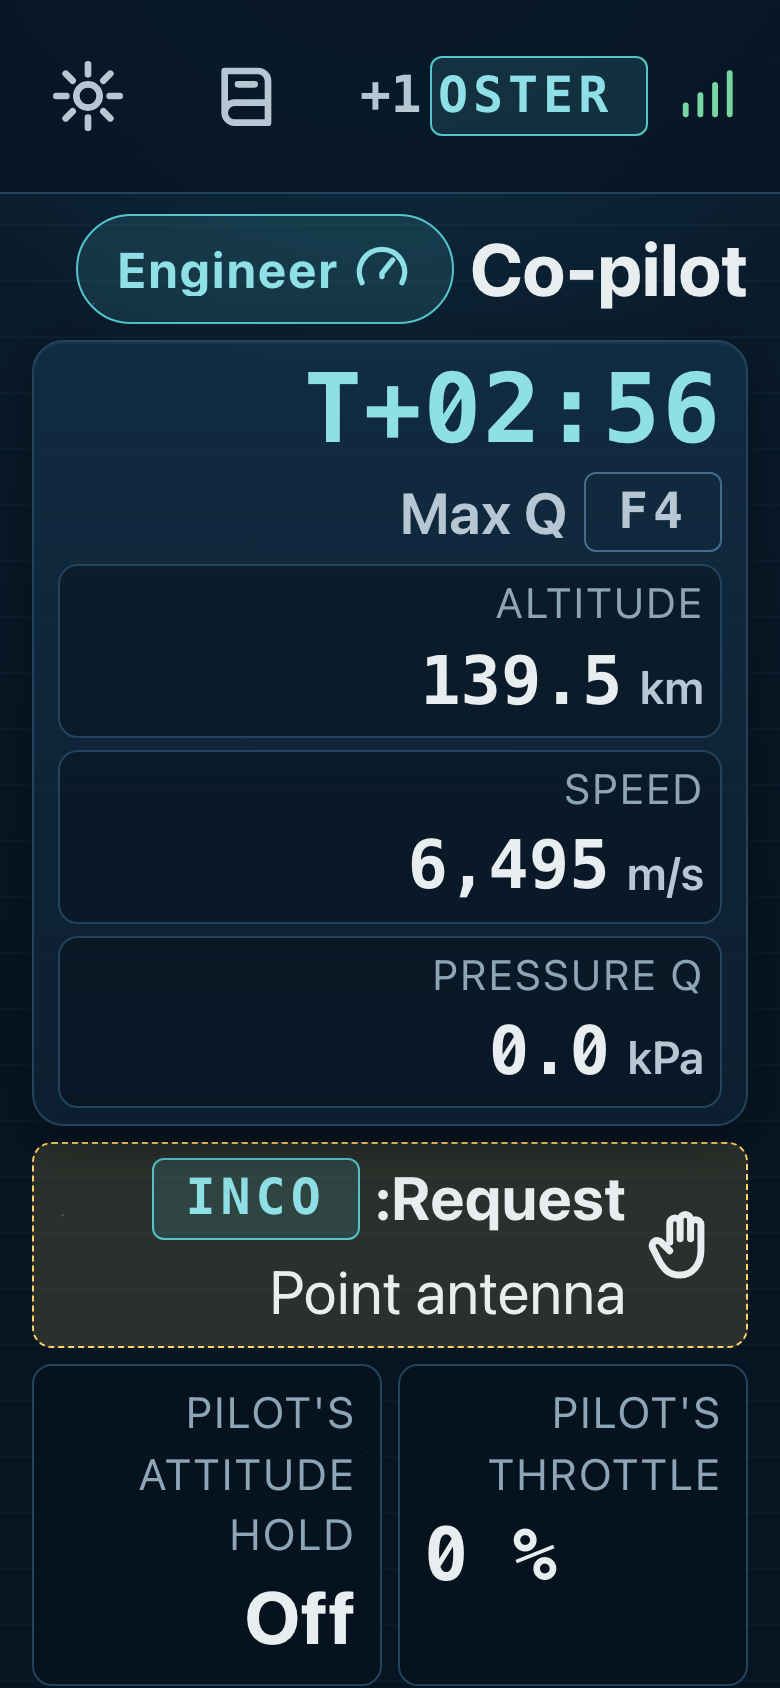 +1 OSTER
Co-pilot Engineer
T+02:56
Max Q F4
ALTITUDE
139.5 km
SPEED
6,495 m/s
PRESSURE Q
0.0 kPa
:Request INCO
Point antenna
PILOT'S
THROTTLE
0 %
PILOT'S
ATTITUDE
HOLD
Off